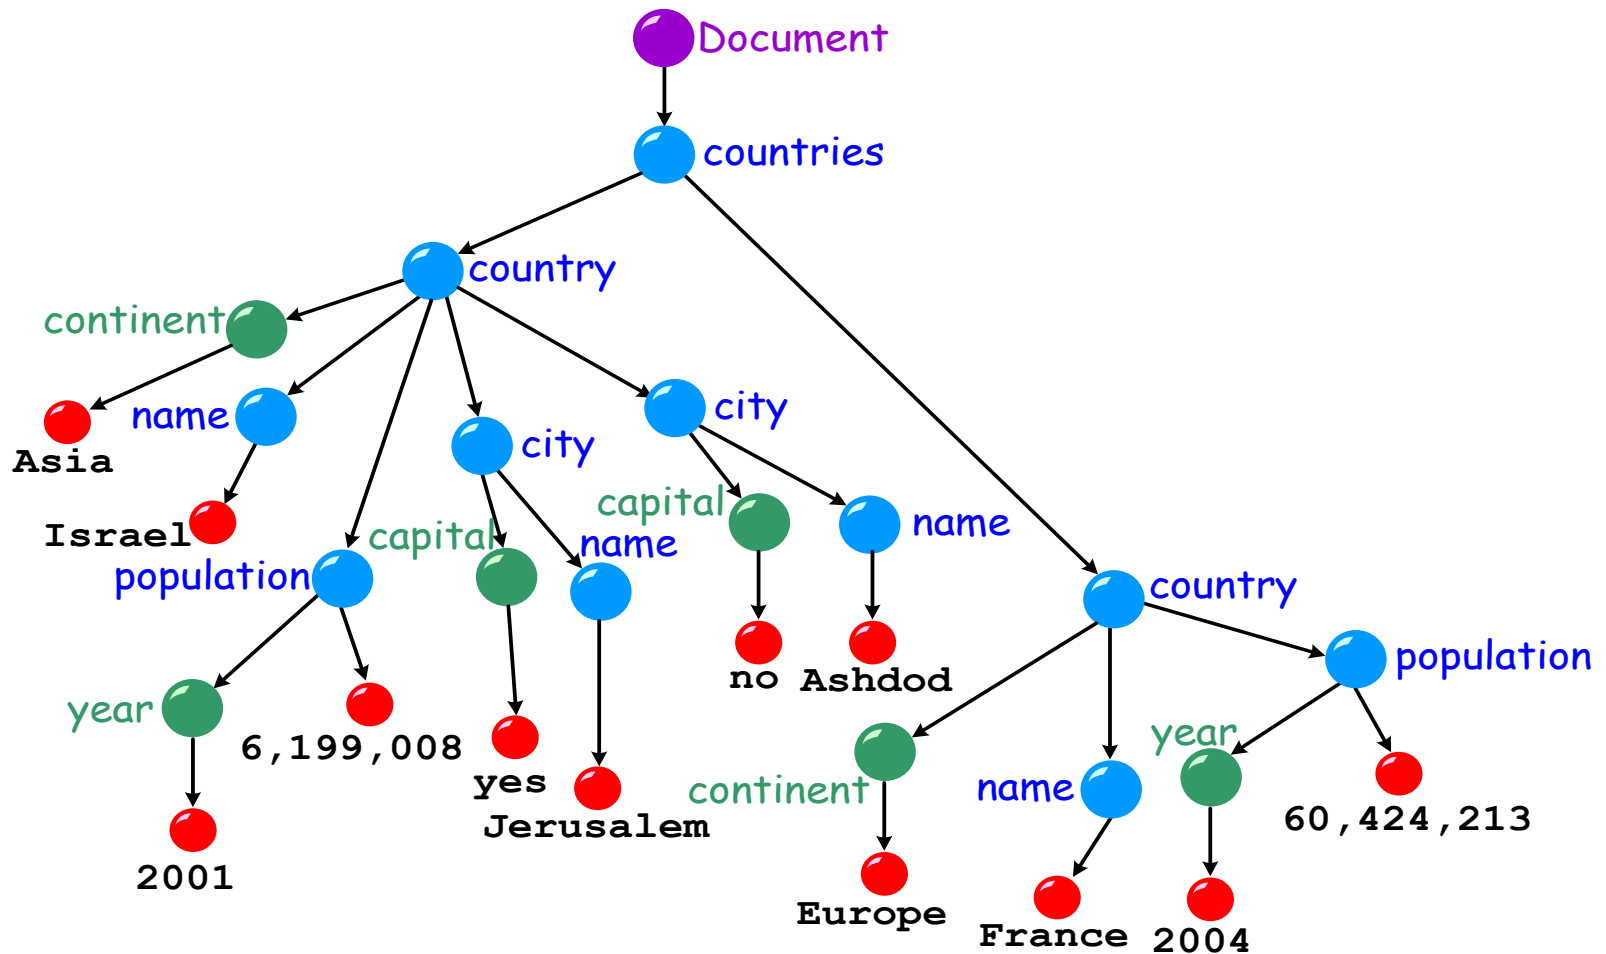 Document
countries
country
continent
Asia
name
Israel
population
year
2001
6,199,008
city
capital
yes
name
Jerusalem
city
capital
no
name
Ashdod
country
continent
Europe
name
France
population
year
2004
60,424,213